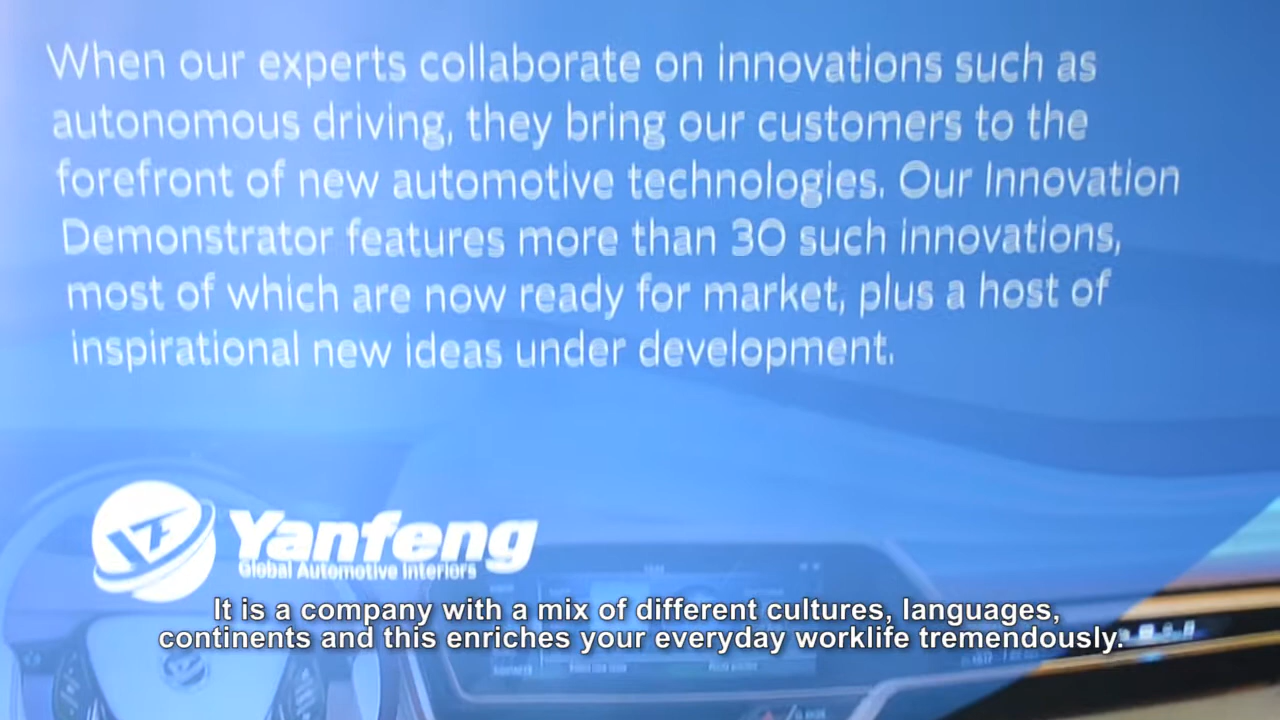 When our experts collaborate on innovations such as
autonomous driving, they bring our customers to the
forefront of new automotive technologies. Our Innovation
Demonstrator features more than 30 such innovations,
most of which are now ready for market, plus a host of
inspirational new ideas under development.
Yanfeng
Global Automotive Interiors
It is a company with a mix of different cultures, languages,
continents and this enriches your everyday worklife tremendously.